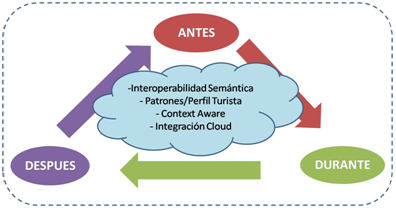 ANTES
-Interoperabilidad Semántica
- Patrones/Perfil Turista
- Context Aware
- Integración Cloud
DESPUES
DURANTE